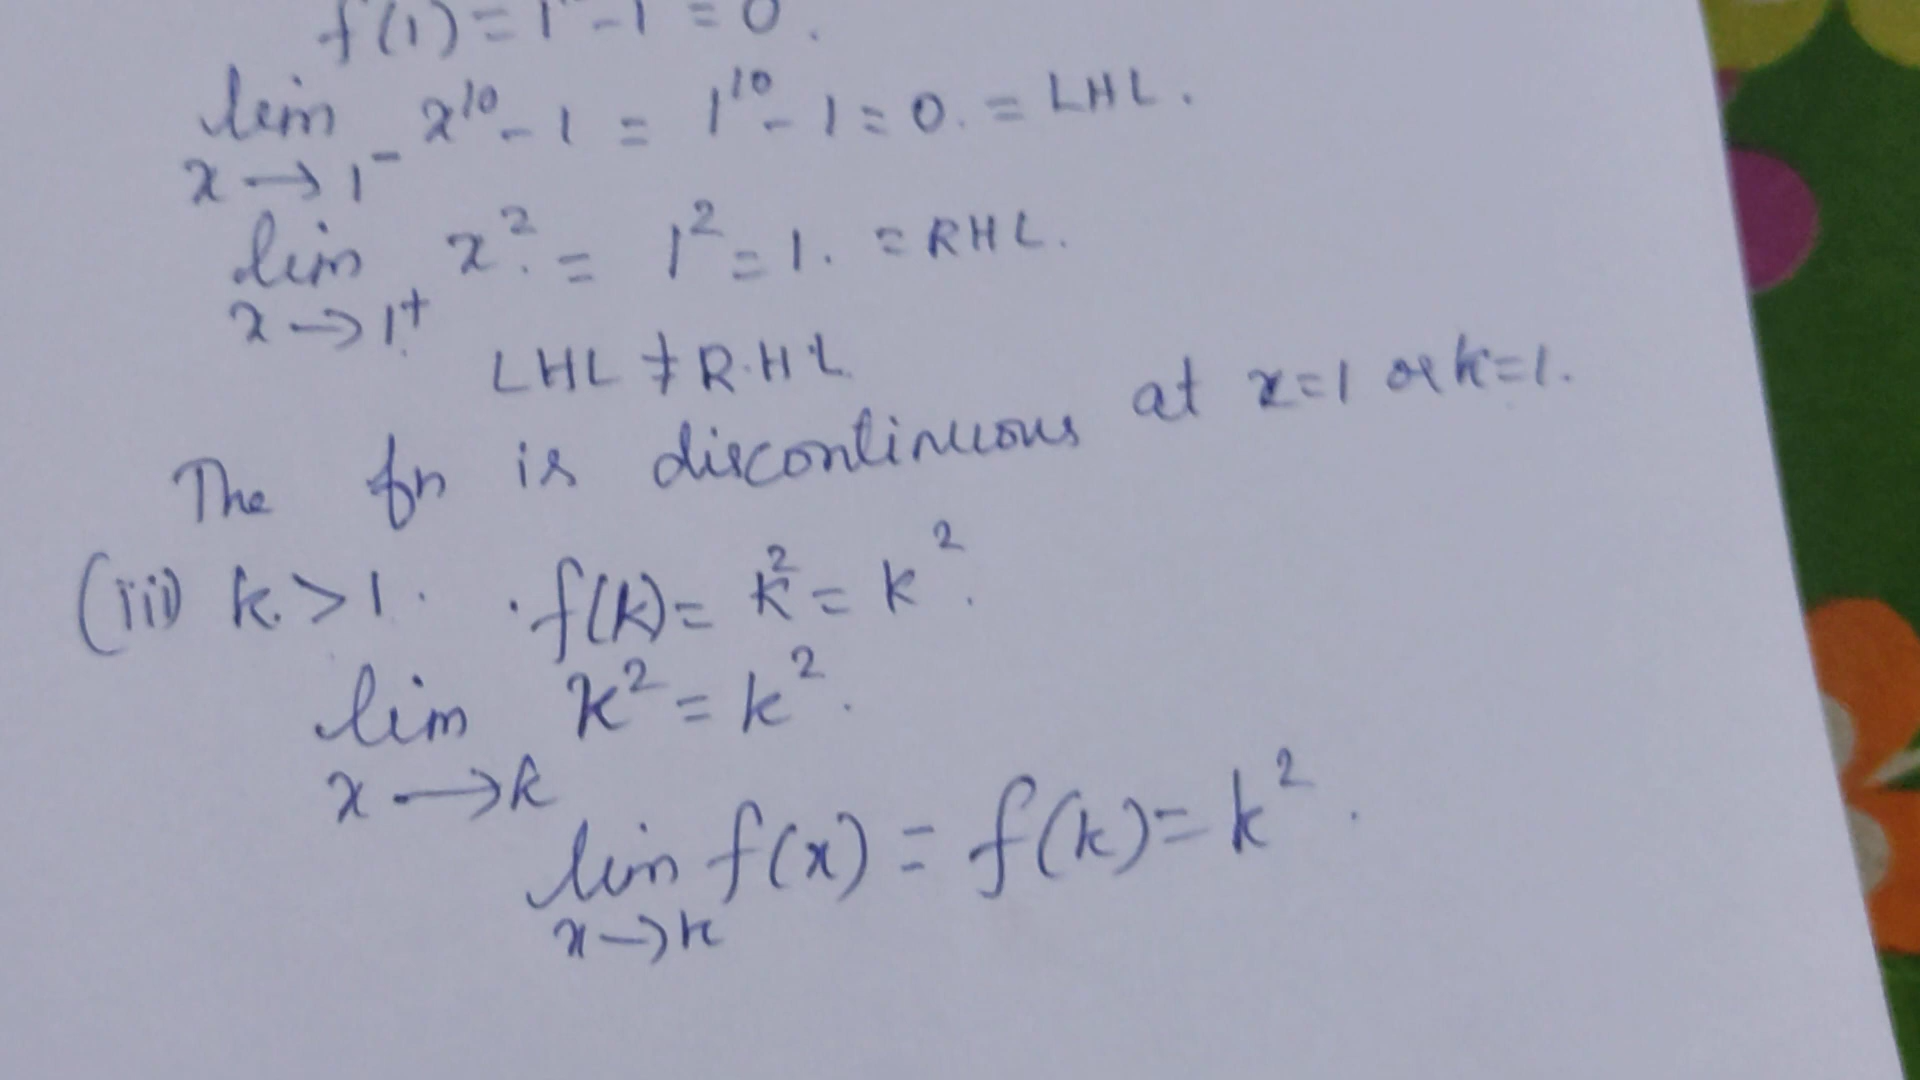 f(1) = 1 - 1 = 0.
lim x¹⁰ - 1 = 1¹⁰ - 1 = 0. = LHL.
x → 1⁻
lim x². = 1² = 1. = RHL.
x → 1⁺
LHL ≠ R.H.L
The fn is discontinuous at x=1 or k=1.
(iii) k > 1. f(k) = k² = k².
lim k² = k².
x → k
lim f(x) = f(k) = k².
x → k